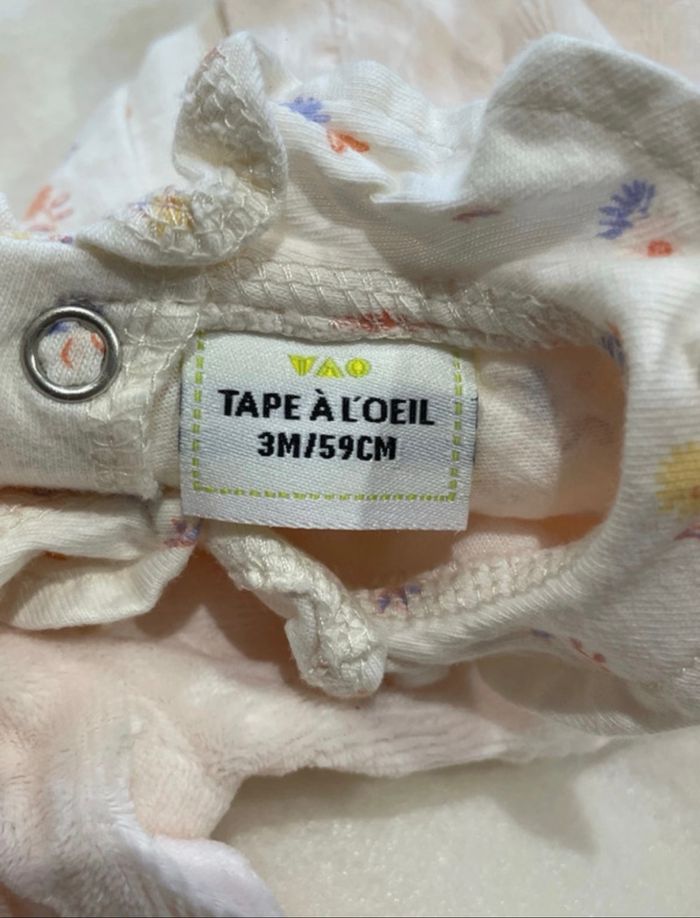 TAO
TAPE À L'OEIL
3M/59CM